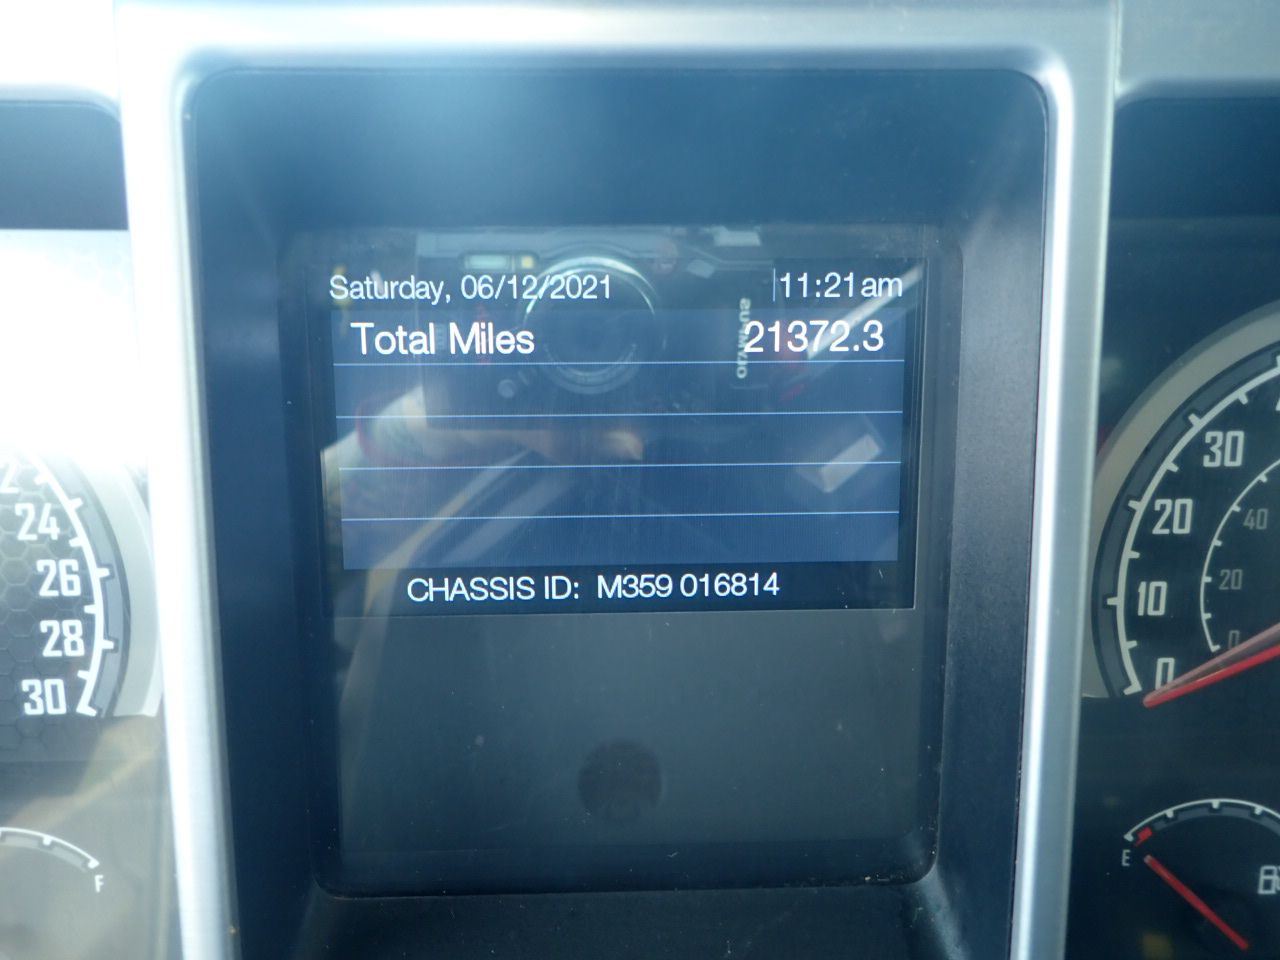 Saturday, 06/12/2021 11:21am
Total Miles 21372.3
CHASSIS ID: M359 016814
24
26
28
30
F
30
20
10
0
40
20
0
E